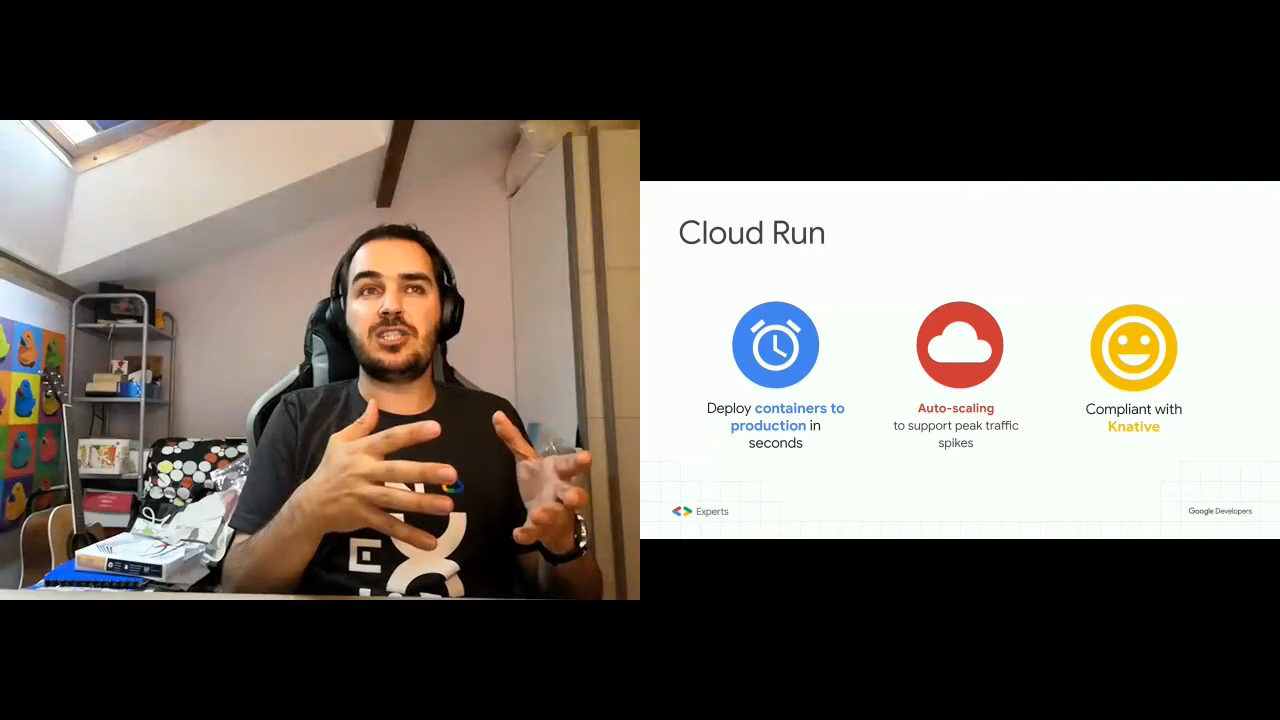 Cloud Run
Deploy containers to
production in
seconds
Auto-scaling
to support peak traffic
spikes
Compliant with
Knative
Experts
Google Developers